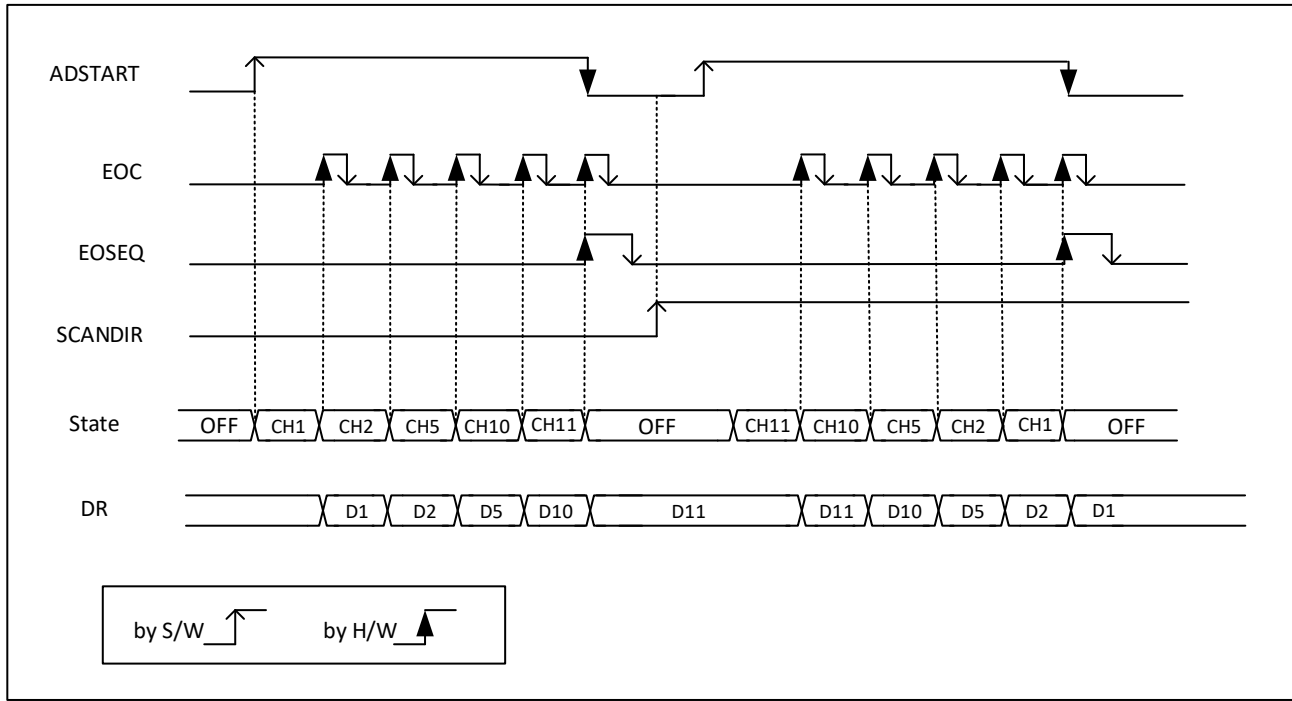 ADSTART
EOC
EOSEQ
SCANDIR
State OFF CH1 CH2 CH5 CH10 CH11 OFF CH11 CH10 CH5 CH2 CH1 OFF
DR D1 D2 D5 D10 D11 D11 D10 D5 D2 D1
by S/W by H/W